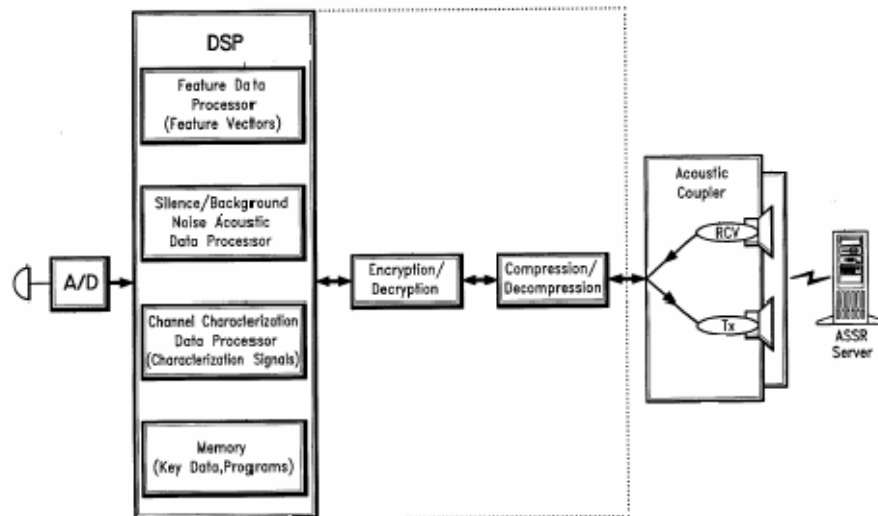 DSP
Feature Data
Processor
(Feature Vectiors)
Silence/Background
Noise Acoustic
Data Processor
Channel Characterization
Data Processor
(Characterization Signals)
Memory
(Key Data,Programs)
A/D
Encryption/
Decryption
Compression/
Decompression
Acoustic
Coupler
RCV
Tx
ASSR
Server